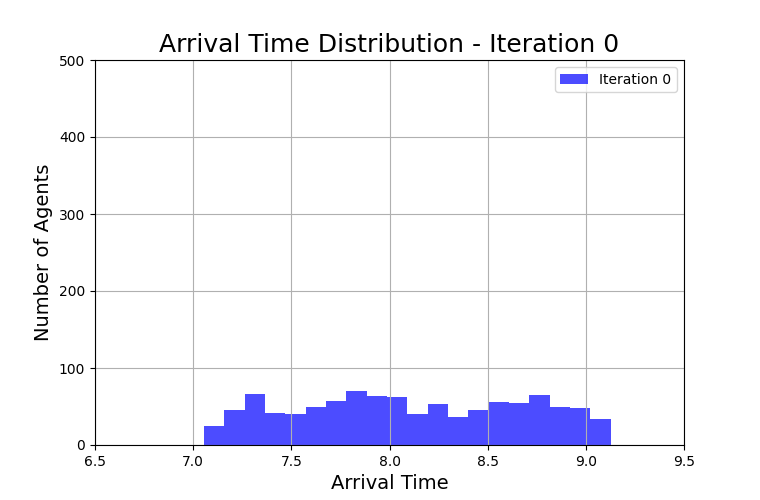 Arrival Time Distribution - Iteration 0
Iteration 0
Number of Agents
500
400
300
200
100
0
6.5 7.0 7.5 8.0 8.5 9.0 9.5
Arrival Time